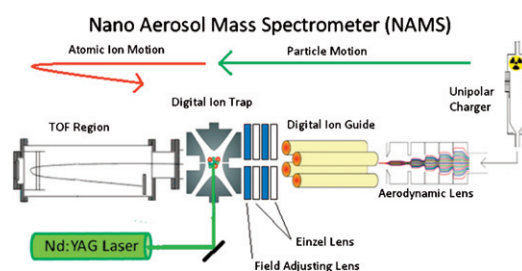 Nano Aerosol Mass Spectrometer (NAMS)
Atomic Ion Motion
Particle Motion
Unipolar
Charger
Digital Ion Trap
Digital Ion Guide
TOF Region
Aerodynamic Lens
Nd:YAG Laser
Einzel Lens
Field Adjusting Lens